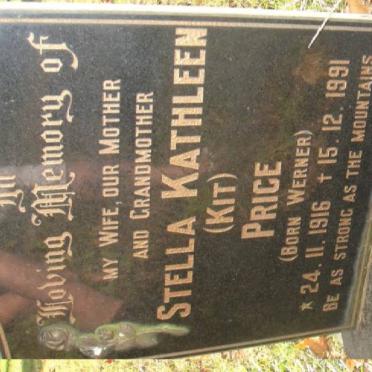 In
Loving Memory of
MY WIFE, OUR MOTHER
AND GRANDMOTHER
STELLA KATHLEEN
(KIT)
PRICE
(BORN WERNER)
* 24. 11. 1916 + 15. 12. 1991
BE AS STRONG AS THE MOUNTAINS